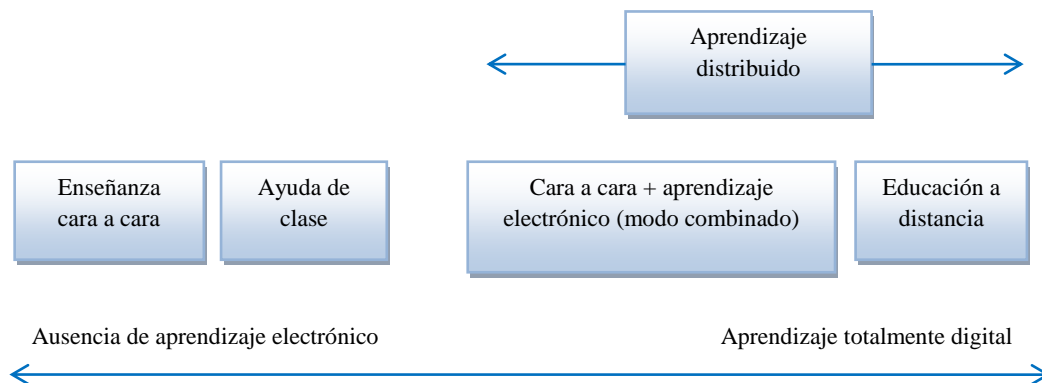 Aprendizaje
distribuido
Enseñanza
cara a cara
Ayuda de
clase
Cara a cara + aprendizaje
electrónico (modo combinado)
Educación a
distancia
Ausencia de aprendizaje electrónico
Aprendizaje totalmente digital